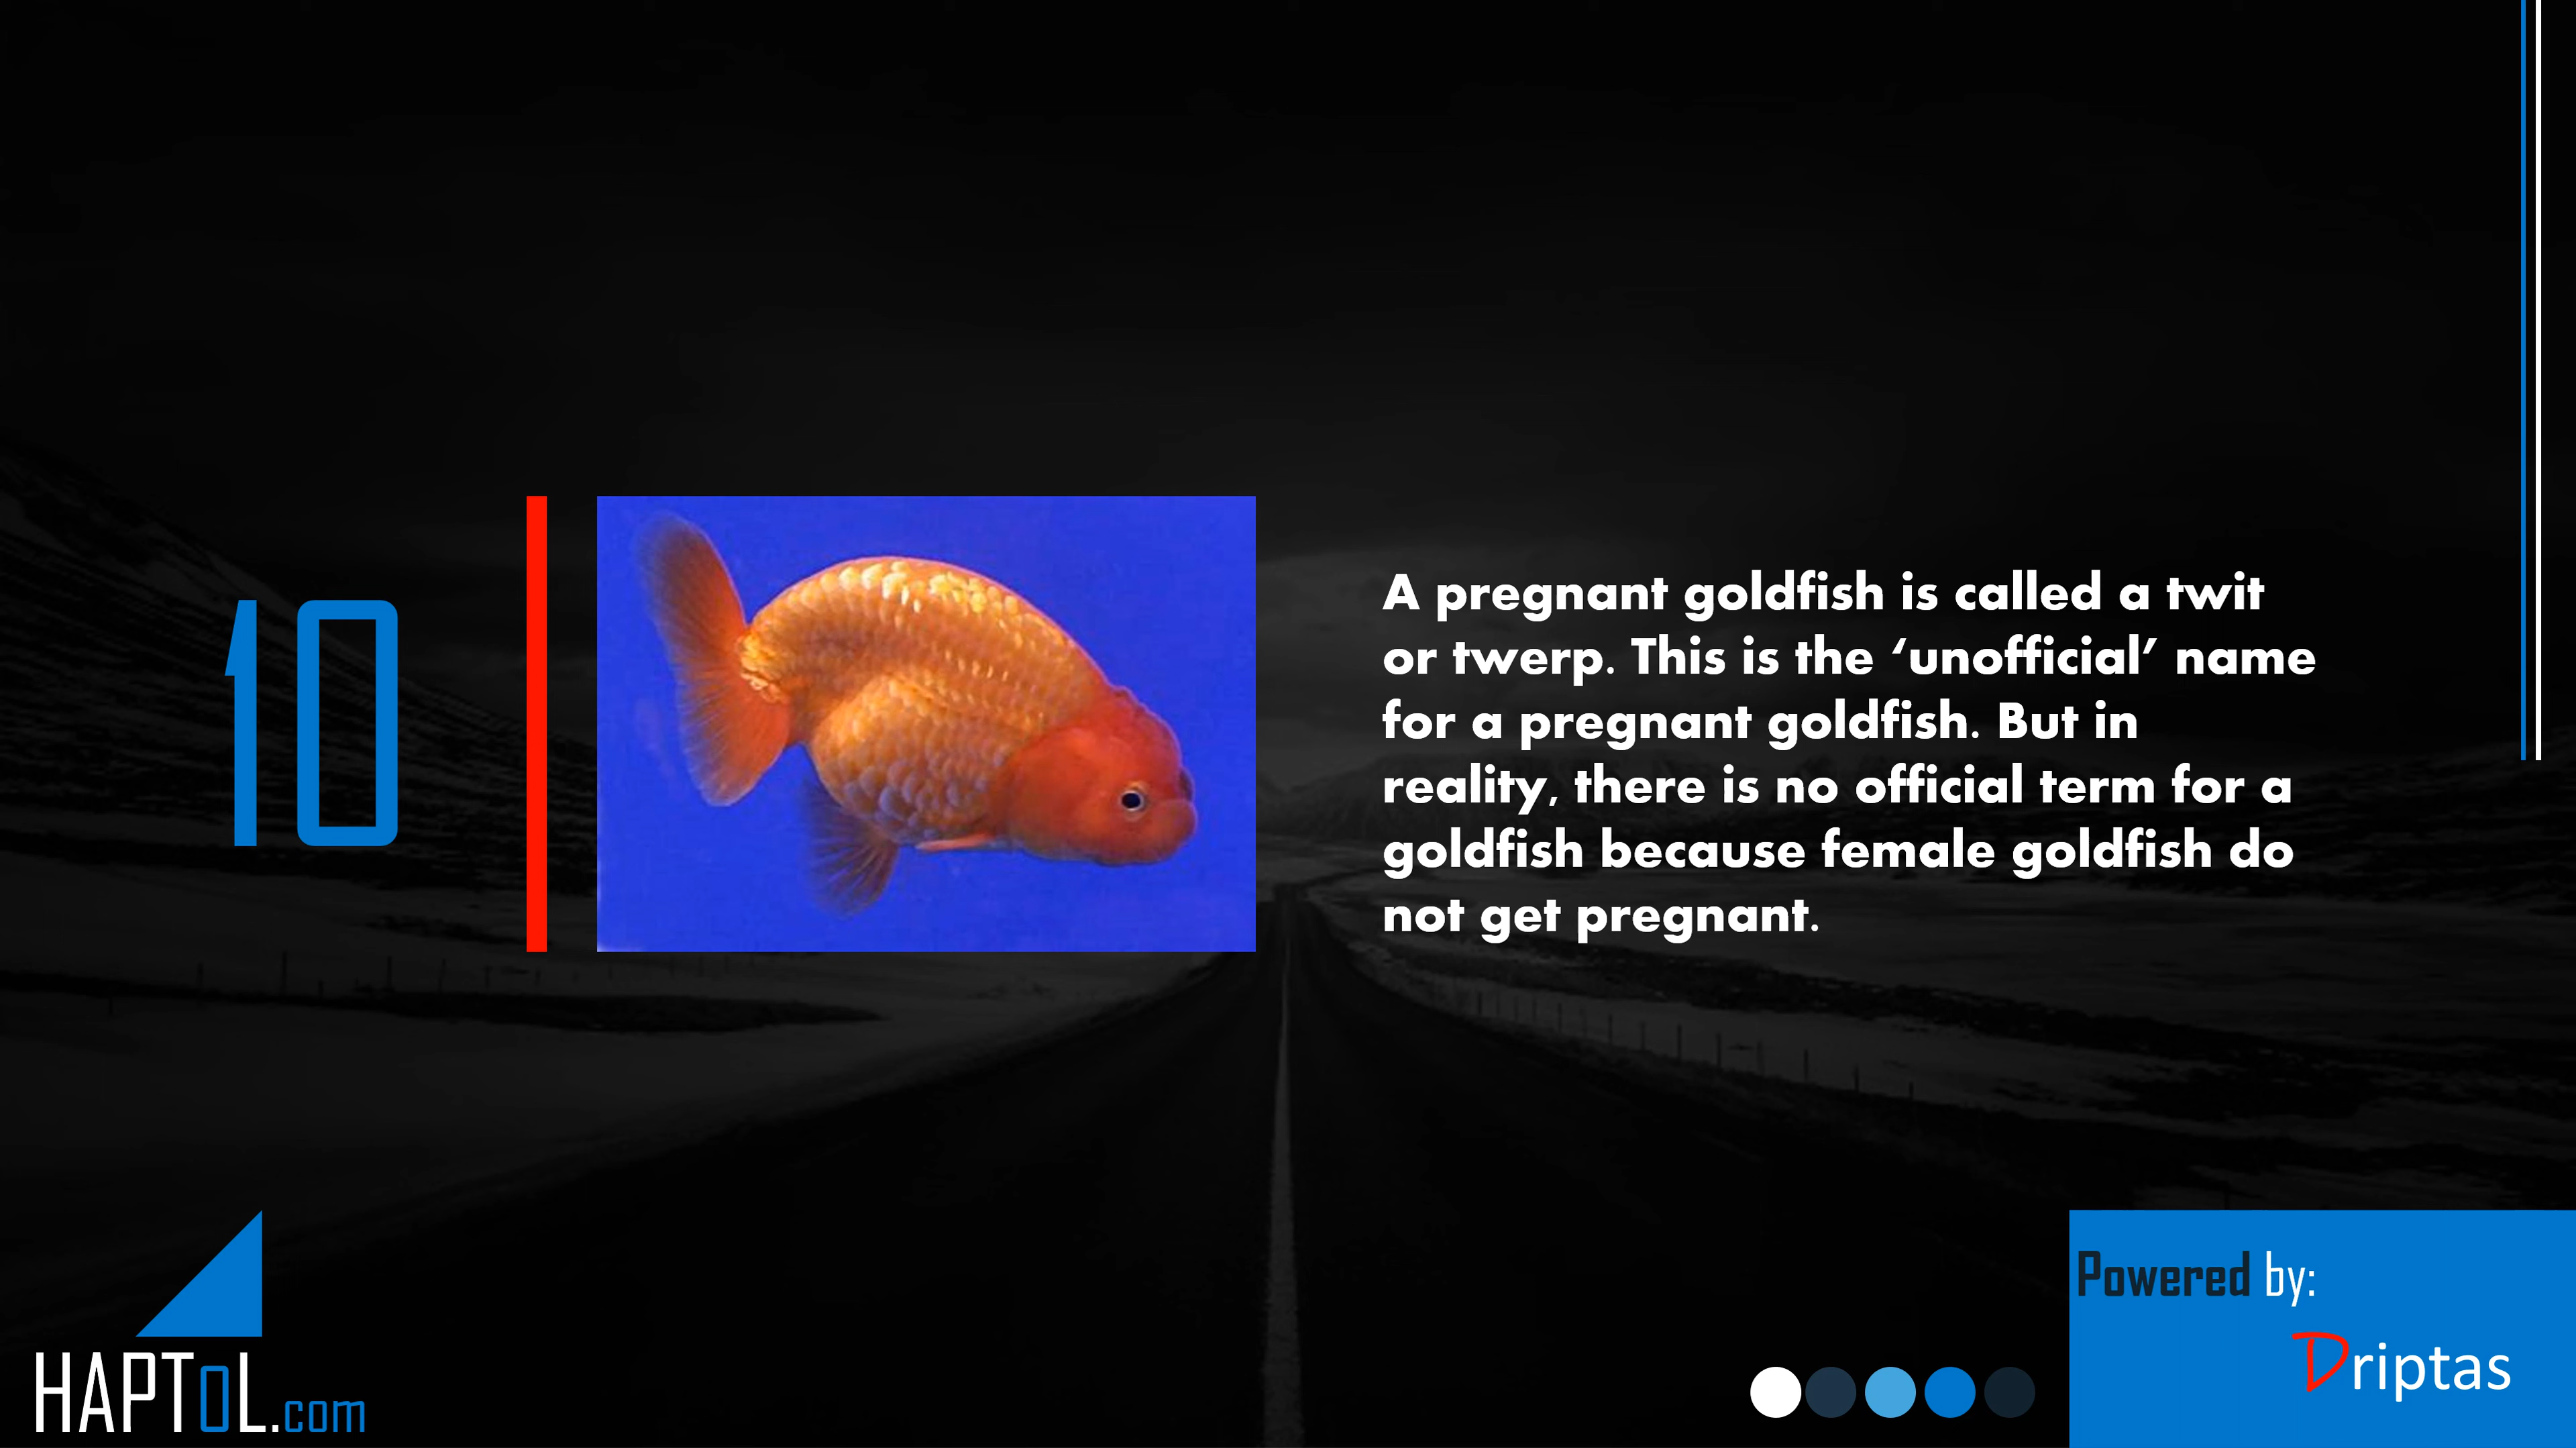 10
A pregnant goldfish is called a twit
or twerp. This is the ‘unofficial’ name
for a pregnant goldfish. But in
reality, there is no official term for a
goldfish because female goldfish do
not get pregnant.
HAPToL.com
Powered by:
Driptas